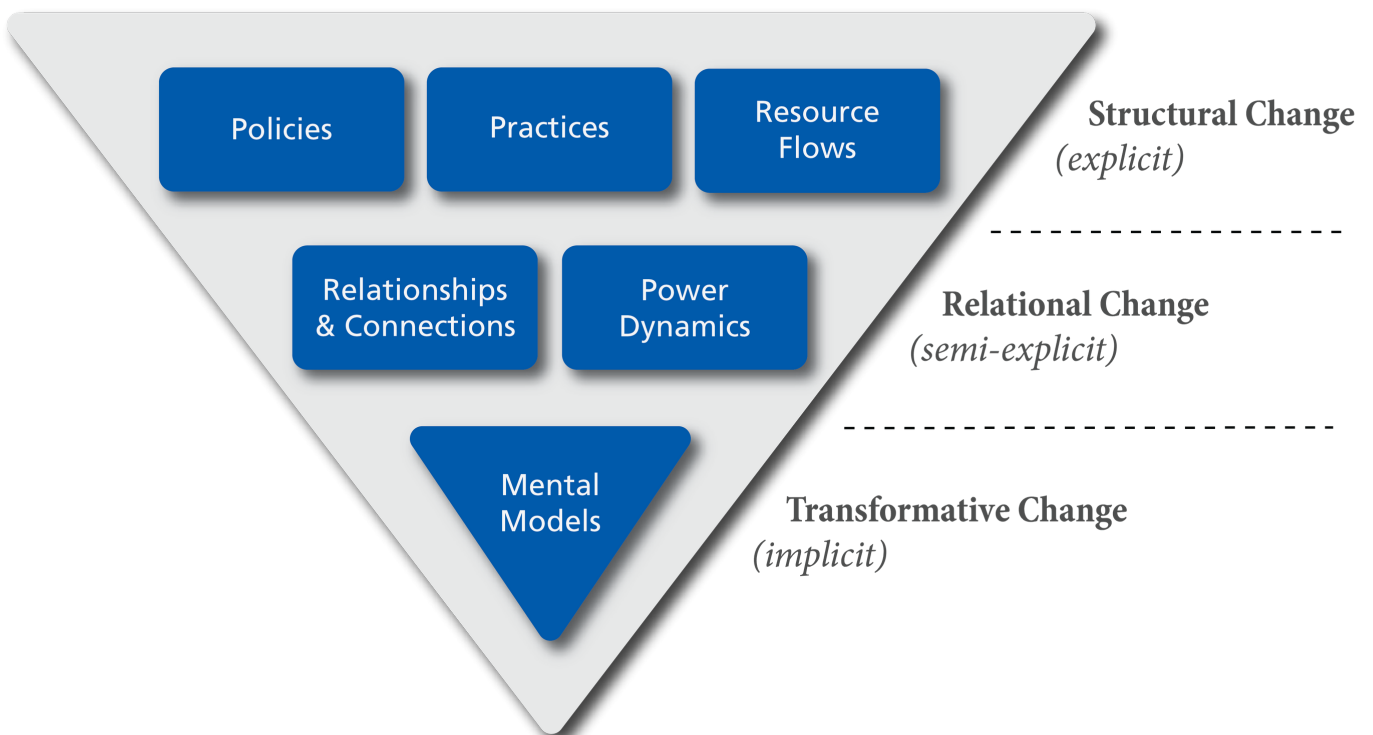 Policies
Practices
Resource
Flows
Structural Change
(explicit)
Relationships
& Connections
Power
Dynamics
Relational Change
(semi-explicit)
Mental
Models
Transformative Change
(implicit)